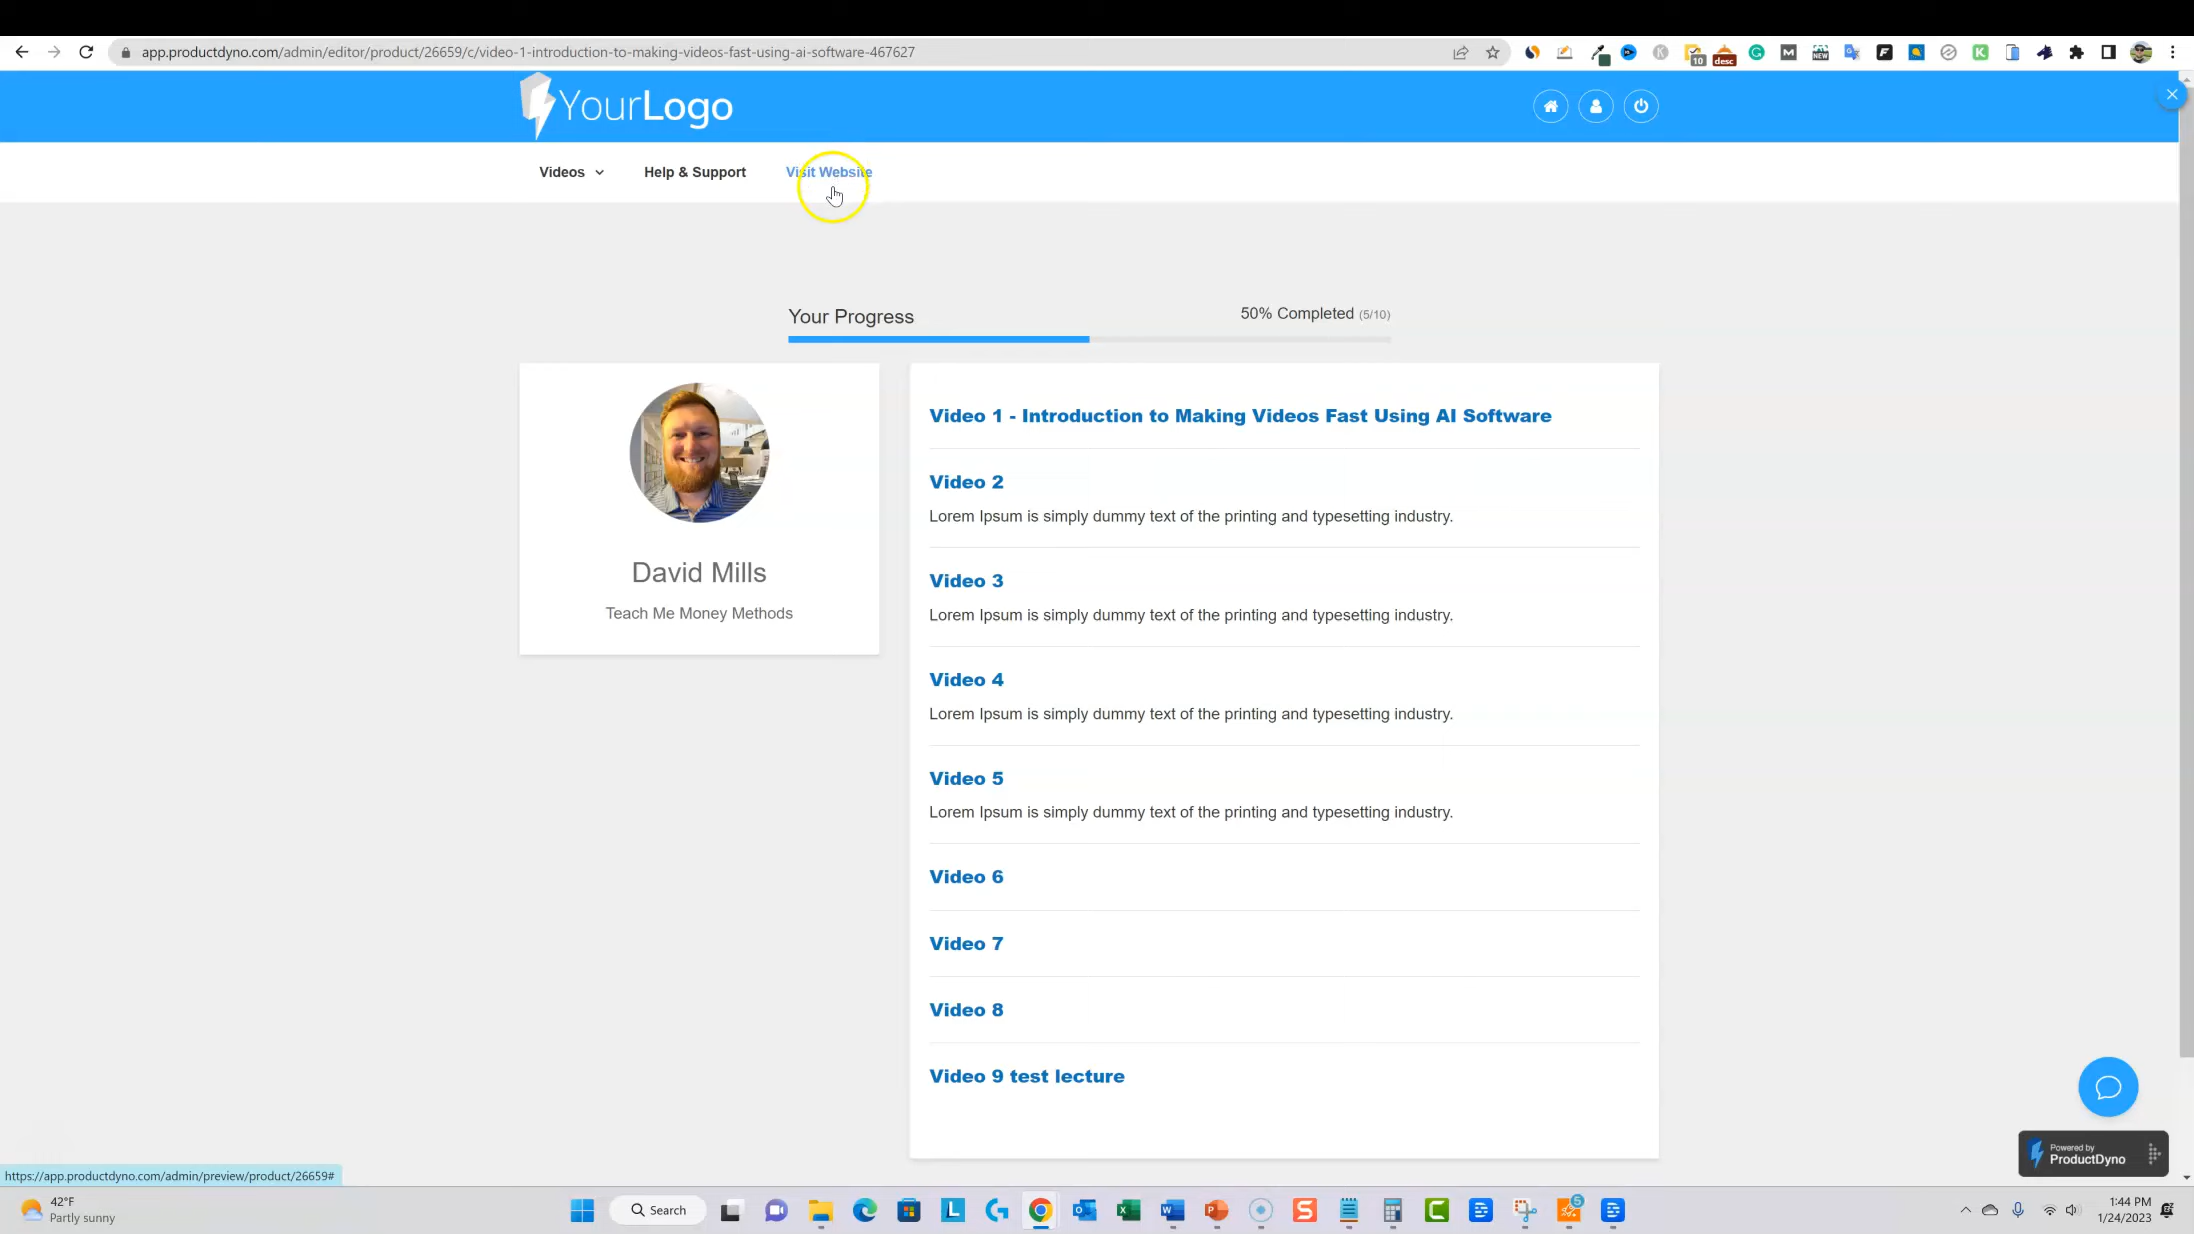 app.productdyno.com/admin/editor/product/26659/c/video-1-introduction-to-making-videos-fast-using-ai-software-467627
10
desc
NEW
YourLogo
Videos
Help & Support
Visit Website
Your Progress
50% Completed (5/10)
David Mills
Teach Me Money Methods
Video 1 - Introduction to Making Videos Fast Using AI Software
Video 2
Lorem Ipsum is simply dummy text of the printing and typesetting industry.
Video 3
Lorem Ipsum is simply dummy text of the printing and typesetting industry.
Video 4
Lorem Ipsum is simply dummy text of the printing and typesetting industry.
Video 5
Lorem Ipsum is simply dummy text of the printing and typesetting industry.
Video 6
Video 7
Video 8
Video 9 test lecture
Powered by
ProductDyno
https://app.productdyno.com/admin/preview/product/26659#
42°F
Partly sunny
Search
5
1:44 PM
1/24/2023